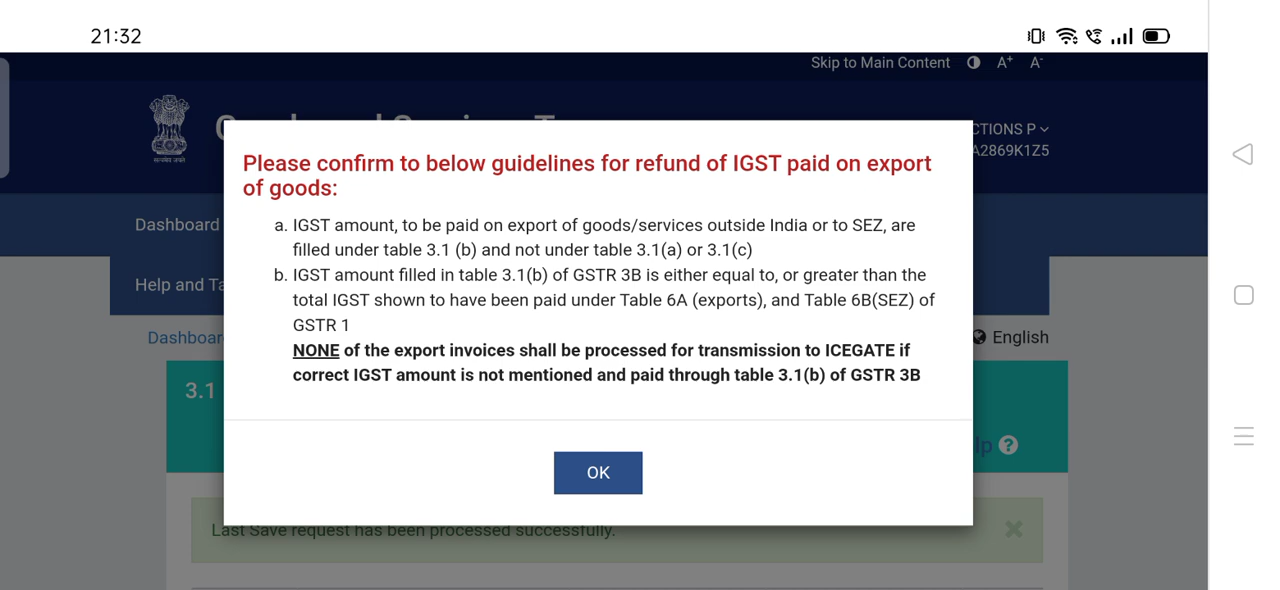 21:32
Skip to Main Content A+ A-
CTIONS P
A2869K1Z5
Please confirm to below guidelines for refund of IGST paid on export
of goods:
Dashboard
a. IGST amount, to be paid on export of goods/services outside India or to SEZ, are
filled under table 3.1 (b) and not under table 3.1(a) or 3.1(c)
b. IGST amount filled in table 3.1(b) of GSTR 3B is either equal to, or greater than the
Help and Ta
total IGST shown to have been paid under Table 6A (exports), and Table 6B(SEZ) of
GSTR 1
Dashboar
English
NONE of the export invoices shall be processed for transmission to ICEGATE if
correct IGST amount is not mentioned and paid through table 3.1(b) of GSTR 3B
3.1
lp ?
OK
Last Save request has been processed successfully.